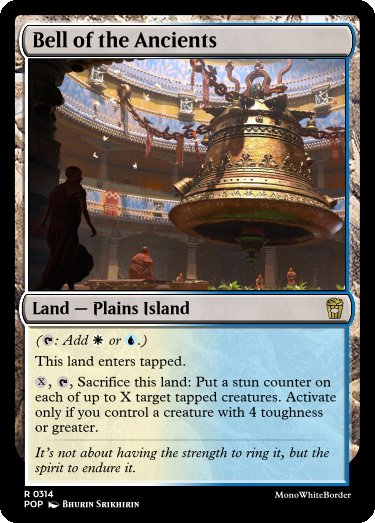 Bell of the Ancients
Land — Plains Island
(: Add or .)
This land enters tapped.
X, , Sacrifice this land: Put a stun counter on
each of up to X target tapped creatures. Activate
only if you control a creature with 4 toughness
or greater.
It's not about having the strength to ring it, but the
spirit to endure it.
R 0314
POP Bhurin Srikhirin
MonoWhiteBorder